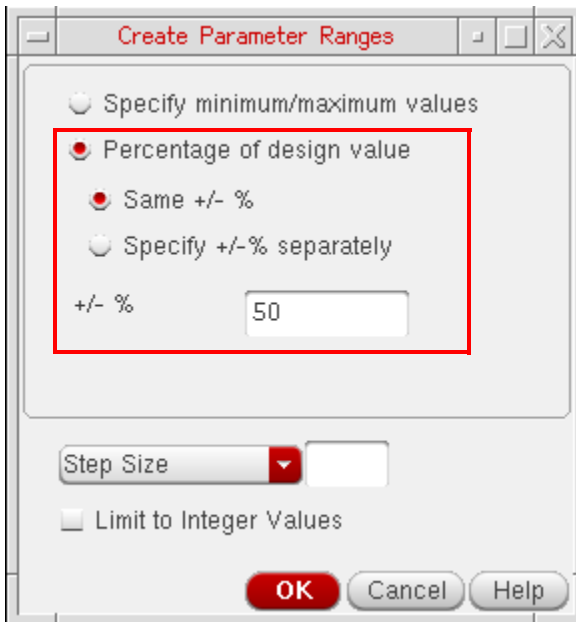 Create Parameter Ranges
Specify minimum/maximum values
Percentage of design value
Same +/- %
Specify +/-% separately
+/- % 50
Step Size
Limit to Integer Values
OK Cancel Help